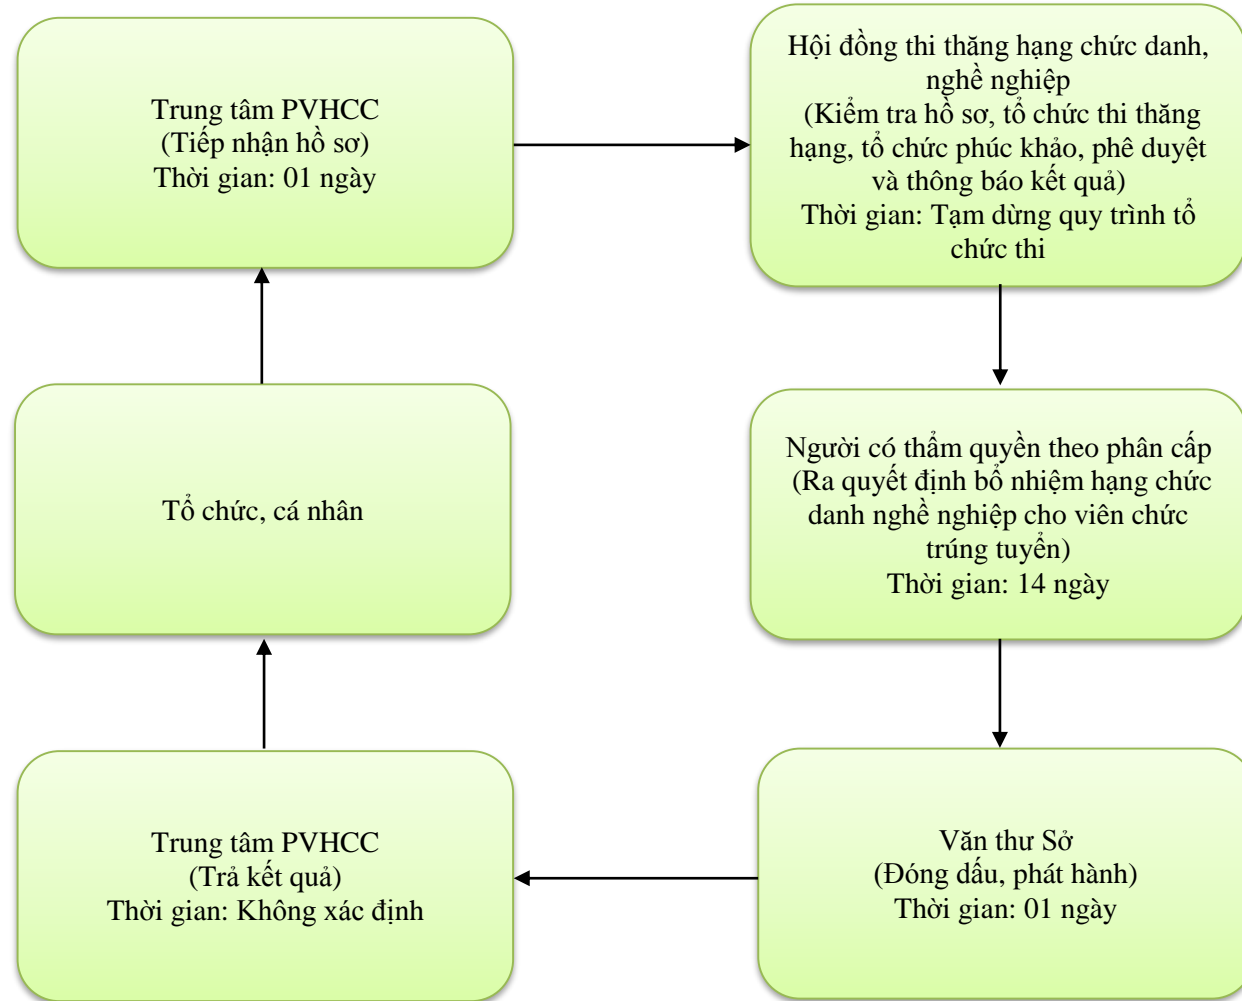 Trung tâm PVHCC
(Tiếp nhận hồ sơ)
Thời gian: 01 ngày
Hội đồng thi thăng hạng chức danh,
nghề nghiệp
(Kiểm tra hồ sơ, tổ chức thi thăng
hạng, tổ chức phúc khảo, phê duyệt
và thông báo kết quả)
Thời gian: Tạm dừng quy trình tổ
chức thi
Tổ chức, cá nhân
Người có thẩm quyền theo phân cấp
(Ra quyết định bổ nhiệm hạng chức
danh nghề nghiệp cho viên chức
trúng tuyển)
Thời gian: 14 ngày
Trung tâm PVHCC
(Trả kết quả)
Thời gian: Không xác định
Văn thư Sở
(Đóng dấu, phát hành)
Thời gian: 01 ngày